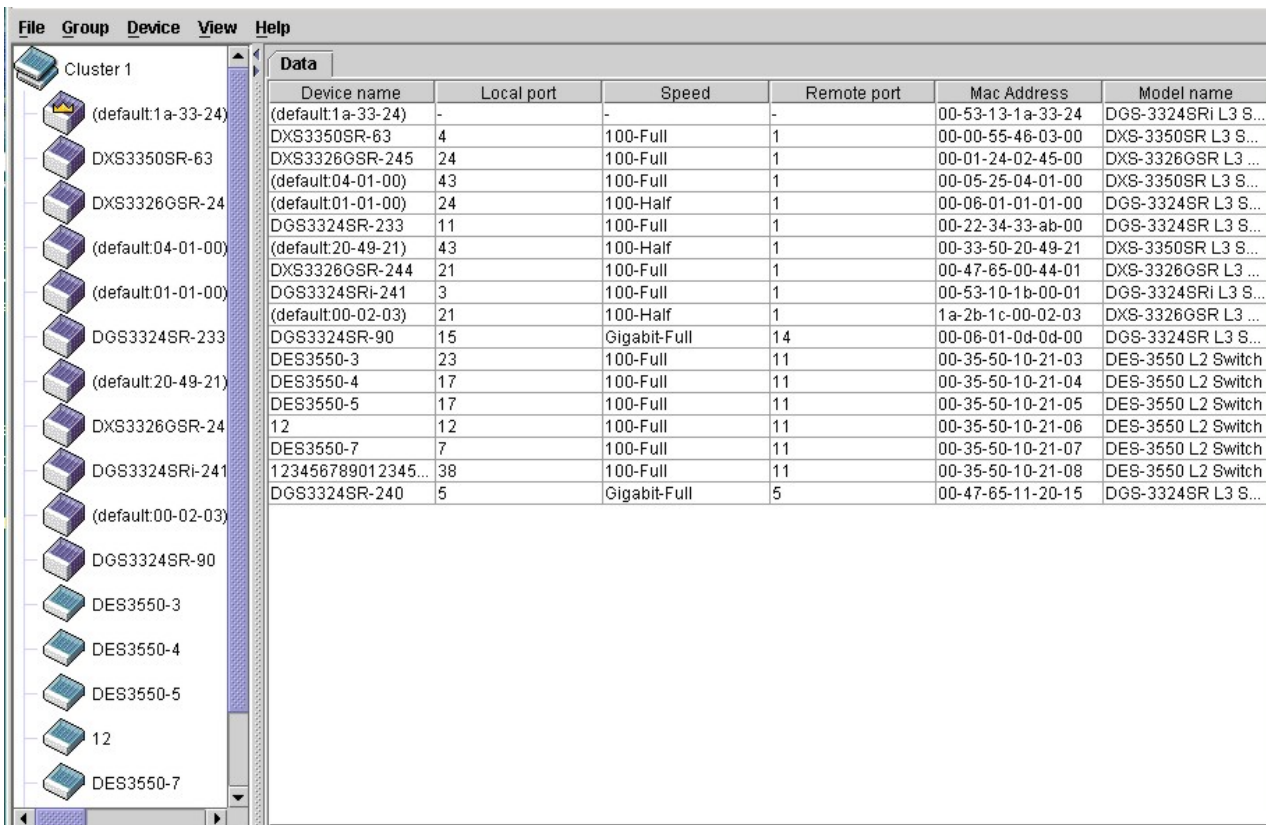 File Group Device View Help
Cluster 1
(default:1a-33-24)
DXS3350SR-63
DXS3326GSR-24
(default:04-01-00)
(default:01-01-00)
DGS3324SR-233
(default:20-49-21)
DXS3326GSR-24
DGS3324SRi-241
(default:00-02-03)
DGS3324SR-90
DES3550-3
DES3550-4
DES3550-5
12
DES3550-7
Data
Device name Local port Speed Remote port Mac Address Model name
(default:1a-33-24) - - - 00-53-13-1a-33-24 DGS-3324SRi L3 S...
DXS3350SR-63 4 100-Full 1 00-00-55-46-03-00 DXS-3350SR L3 S...
DXS3326GSR-245 24 100-Full 1 00-01-24-02-45-00 DXS-3326GSR L3 ...
(default:04-01-00) 43 100-Full 1 00-05-25-04-01-00 DXS-3350SR L3 S...
(default:01-01-00) 24 100-Half 1 00-06-01-01-01-00 DGS-3324SR L3 S...
DGS3324SR-233 11 100-Full 1 00-22-34-33-ab-00 DGS-3324SR L3 S...
(default:20-49-21) 43 100-Half 1 00-33-50-20-49-21 DXS-3350SR L3 S...
DXS3326GSR-244 21 100-Full 1 00-47-65-00-44-01 DXS-3326GSR L3 ...
DGS3324SRi-241 3 100-Full 1 00-53-10-1b-00-01 DGS-3324SRi L3 S...
(default:00-02-03) 21 100-Half 1 1a-2b-1c-00-02-03 DXS-3326GSR L3 ...
DGS3324SR-90 15 Gigabit-Full 14 00-06-01-0d-0d-00 DGS-3324SR L3 S...
DES3550-3 23 100-Full 11 00-35-50-10-21-03 DES-3550 L2 Switch
DES3550-4 17 100-Full 11 00-35-50-10-21-04 DES-3550 L2 Switch
DES3550-5 17 100-Full 11 00-35-50-10-21-05 DES-3550 L2 Switch
12 12 100-Full 11 00-35-50-10-21-06 DES-3550 L2 Switch
DES3550-7 7 100-Full 11 00-35-50-10-21-07 DES-3550 L2 Switch
123456789012345... 38 100-Full 11 00-35-50-10-21-08 DES-3550 L2 Switch
DGS3324SR-240 5 Gigabit-Full 5 00-47-65-11-20-15 DGS-3324SR L3 S...